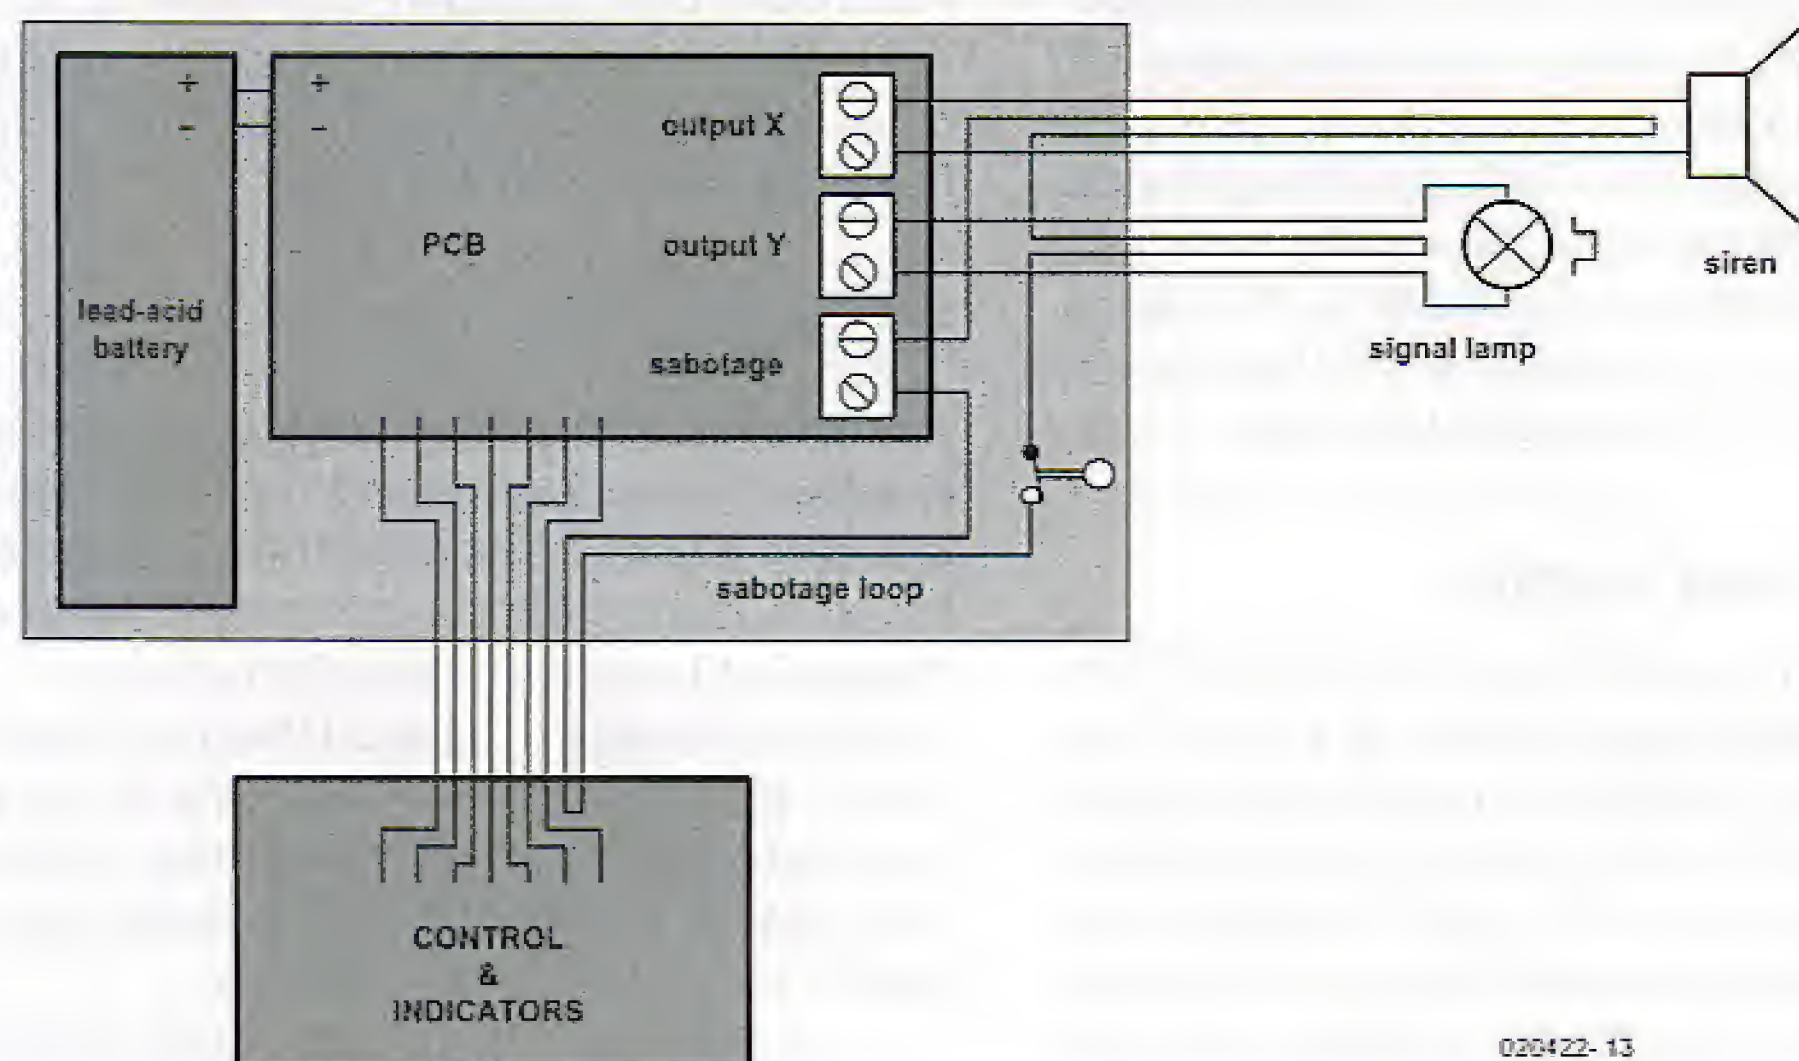 + +
- -
output X
PCB
output Y
lead-acid
battery
sabotage
siren
signal lamp
sabotage loop
CONTROL
&
INDICATORS
020422- 13